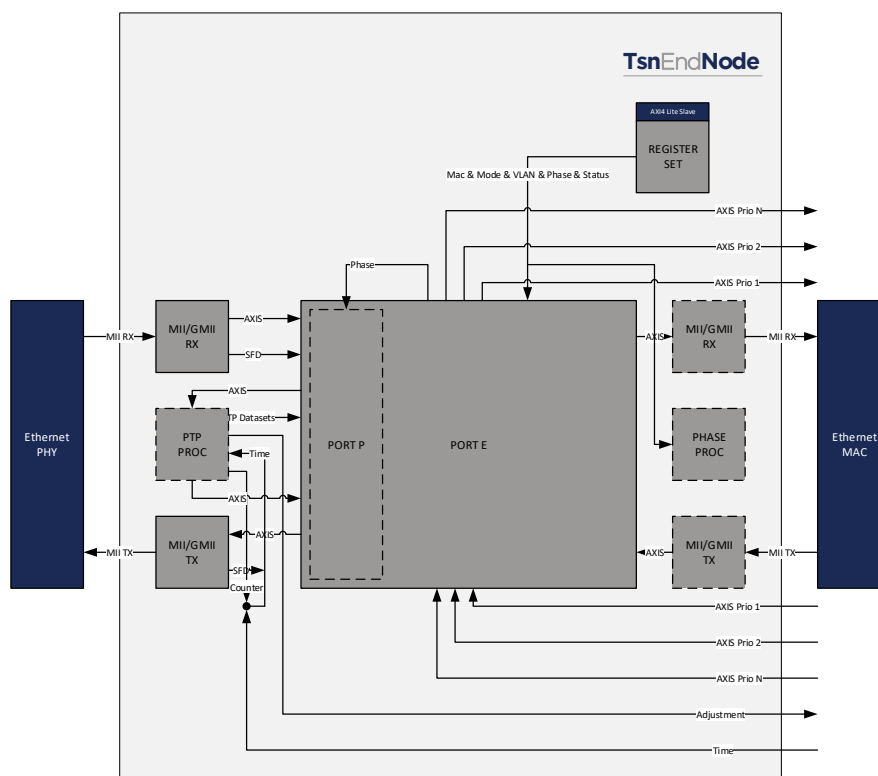 TsnEndNode
AXI4 Lite Slave
REGISTER
SET
Mac & Mode & VLAN & Phase & Status
AXIS Prio N
AXIS Prio 2
AXIS Prio 1
Phase
Ethernet
PHY
MII RX
MII/GMII
RX
AXIS
SFD
AXIS
TP Datasets
PTP
PROC
Time
AXIS
AXIS
MII TX
MII/GMII
TX
SFD
Counter
PORT P
PORT E
AXIS
MII/GMII
RX
MII RX
PHASE
PROC
AXIS
MII/GMII
TX
MII TX
Ethernet
MAC
AXIS Prio 1
AXIS Prio 2
AXIS Prio N
Adjustment
Time